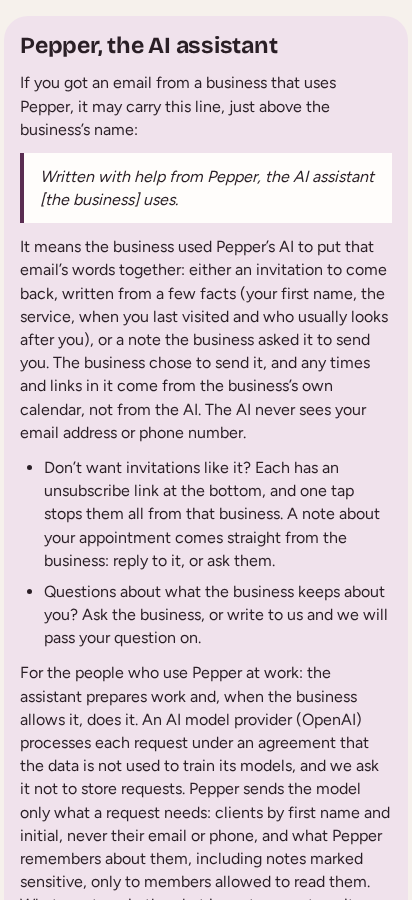 Pepper, the AI assistant
If you got an email from a business that uses
Pepper, it may carry this line, just above the
business’s name:
Written with help from Pepper, the AI assistant
[the business] uses.
It means the business used Pepper’s AI to put that
email’s words together: either an invitation to come
back, written from a few facts (your first name, the
service, when you last visited and who usually looks
after you), or a note the business asked it to send
you. The business chose to send it, and any times
and links in it come from the business’s own
calendar, not from the AI. The AI never sees your
email address or phone number.
• Don’t want invitations like it? Each has an
unsubscribe link at the bottom, and one tap
stops them all from that business. A note about
your appointment comes straight from the
business: reply to it, or ask them.
• Questions about what the business keeps about
you? Ask the business, or write to us and we will
pass your question on.
For the people who use Pepper at work: the
assistant prepares work and, when the business
allows it, does it. An AI model provider (OpenAI)
processes each request under an agreement that
the data is not used to train its models, and we ask
it not to store requests. Pepper sends the model
only what a request needs: clients by first name and
initial, never their email or phone, and what Pepper
remembers about them, including notes marked
sensitive, only to members allowed to read them.